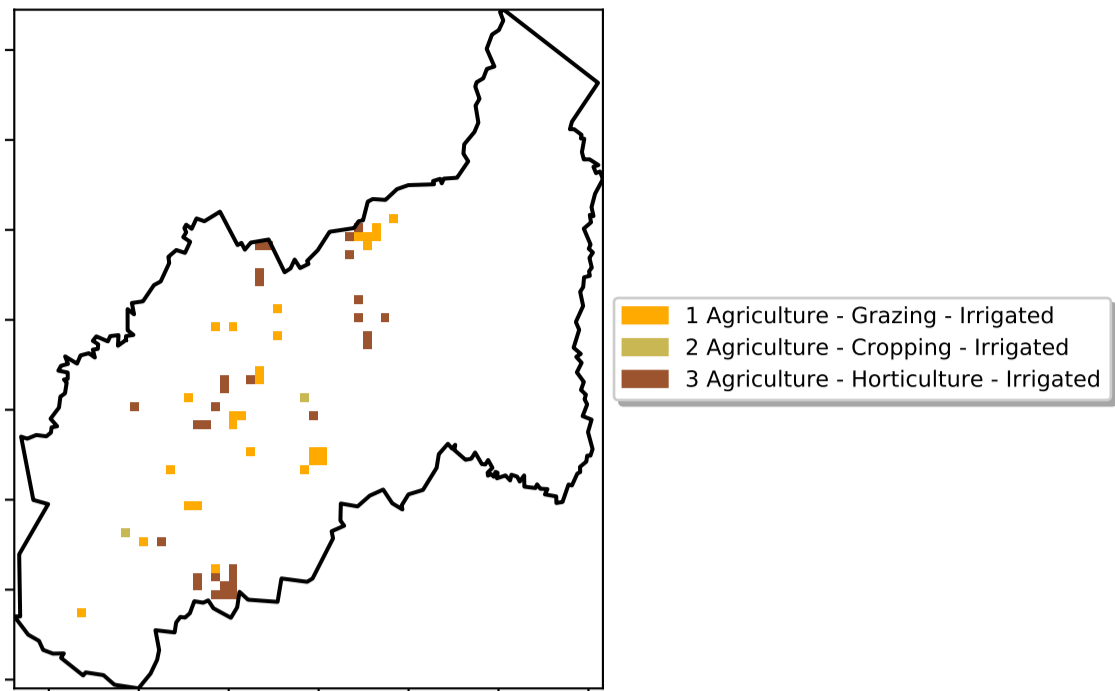 1 Agriculture - Grazing - Irrigated
2 Agriculture - Cropping - Irrigated
3 Agriculture - Horticulture - Irrigated